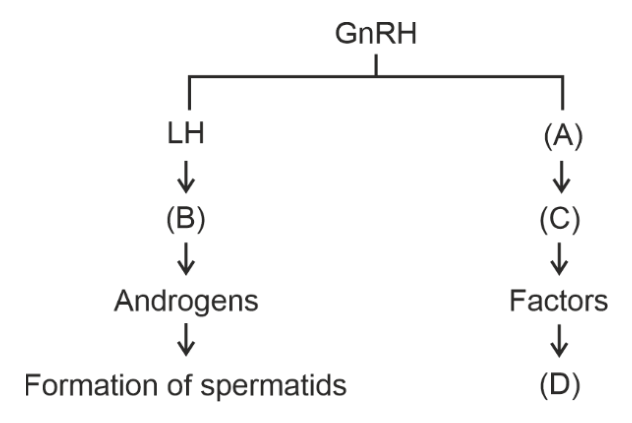 GnRH
LH (A)
(B) (C)
Androgens Factors
Formation of spermatids (D)